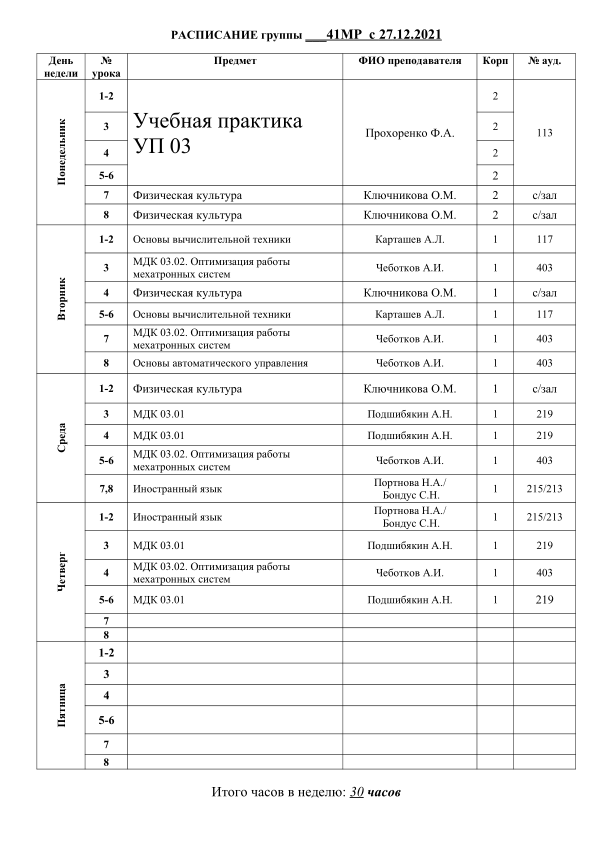 РАСПИСАНИЕ группы ___41МР с 27.12.2021
День недели № урока Предмет ФИО преподавателя Корп № ауд.
Понедельник
1-2 Учебная практика УП 03 Прохоренко Ф.А. 2 113
3 2
4 2
5-6 2
7 Физическая культура Ключникова О.М. 2 с/зал
8 Физическая культура Ключникова О.М. 2 с/зал
Вторник
1-2 Основы вычислительной техники Карташев А.Л. 1 117
3 МДК 03.02. Оптимизация работы мехатронных систем Чеботков А.И. 1 403
4 Физическая культура Ключникова О.М. 1 с/зал
5-6 Основы вычислительной техники Карташев А.Л. 1 117
7 МДК 03.02. Оптимизация работы мехатронных систем Чеботков А.И. 1 403
8 Основы автоматического управления Чеботков А.И. 1 403
Среда
1-2 Физическая культура Ключникова О.М. 1 с/зал
3 МДК 03.01 Подшибякин А.Н. 1 219
4 МДК 03.01 Подшибякин А.Н. 1 219
5-6 МДК 03.02. Оптимизация работы мехатронных систем Чеботков А.И. 1 403
7,8 Иностранный язык Портнова Н.А./ Бондус С.Н. 1 215/213
Четверг
1-2 Иностранный язык Портнова Н.А./ Бондус С.Н. 1 215/213
3 МДК 03.01 Подшибякин А.Н. 1 219
4 МДК 03.02. Оптимизация работы мехатронных систем Чеботков А.И. 1 403
5-6 МДК 03.01 Подшибякин А.Н. 1 219
7
8
Пятница
1-2
3
4
5-6
7
8
Итого часов в неделю: 30 часов